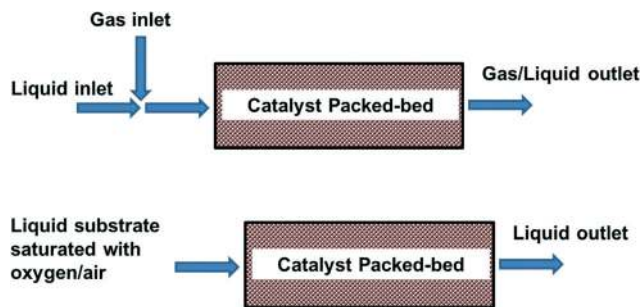 Gas inlet
Liquid inlet
Catalyst Packed-bed
Gas/Liquid outlet
Liquid substrate
saturated with
oxygen/air
Catalyst Packed-bed
Liquid outlet